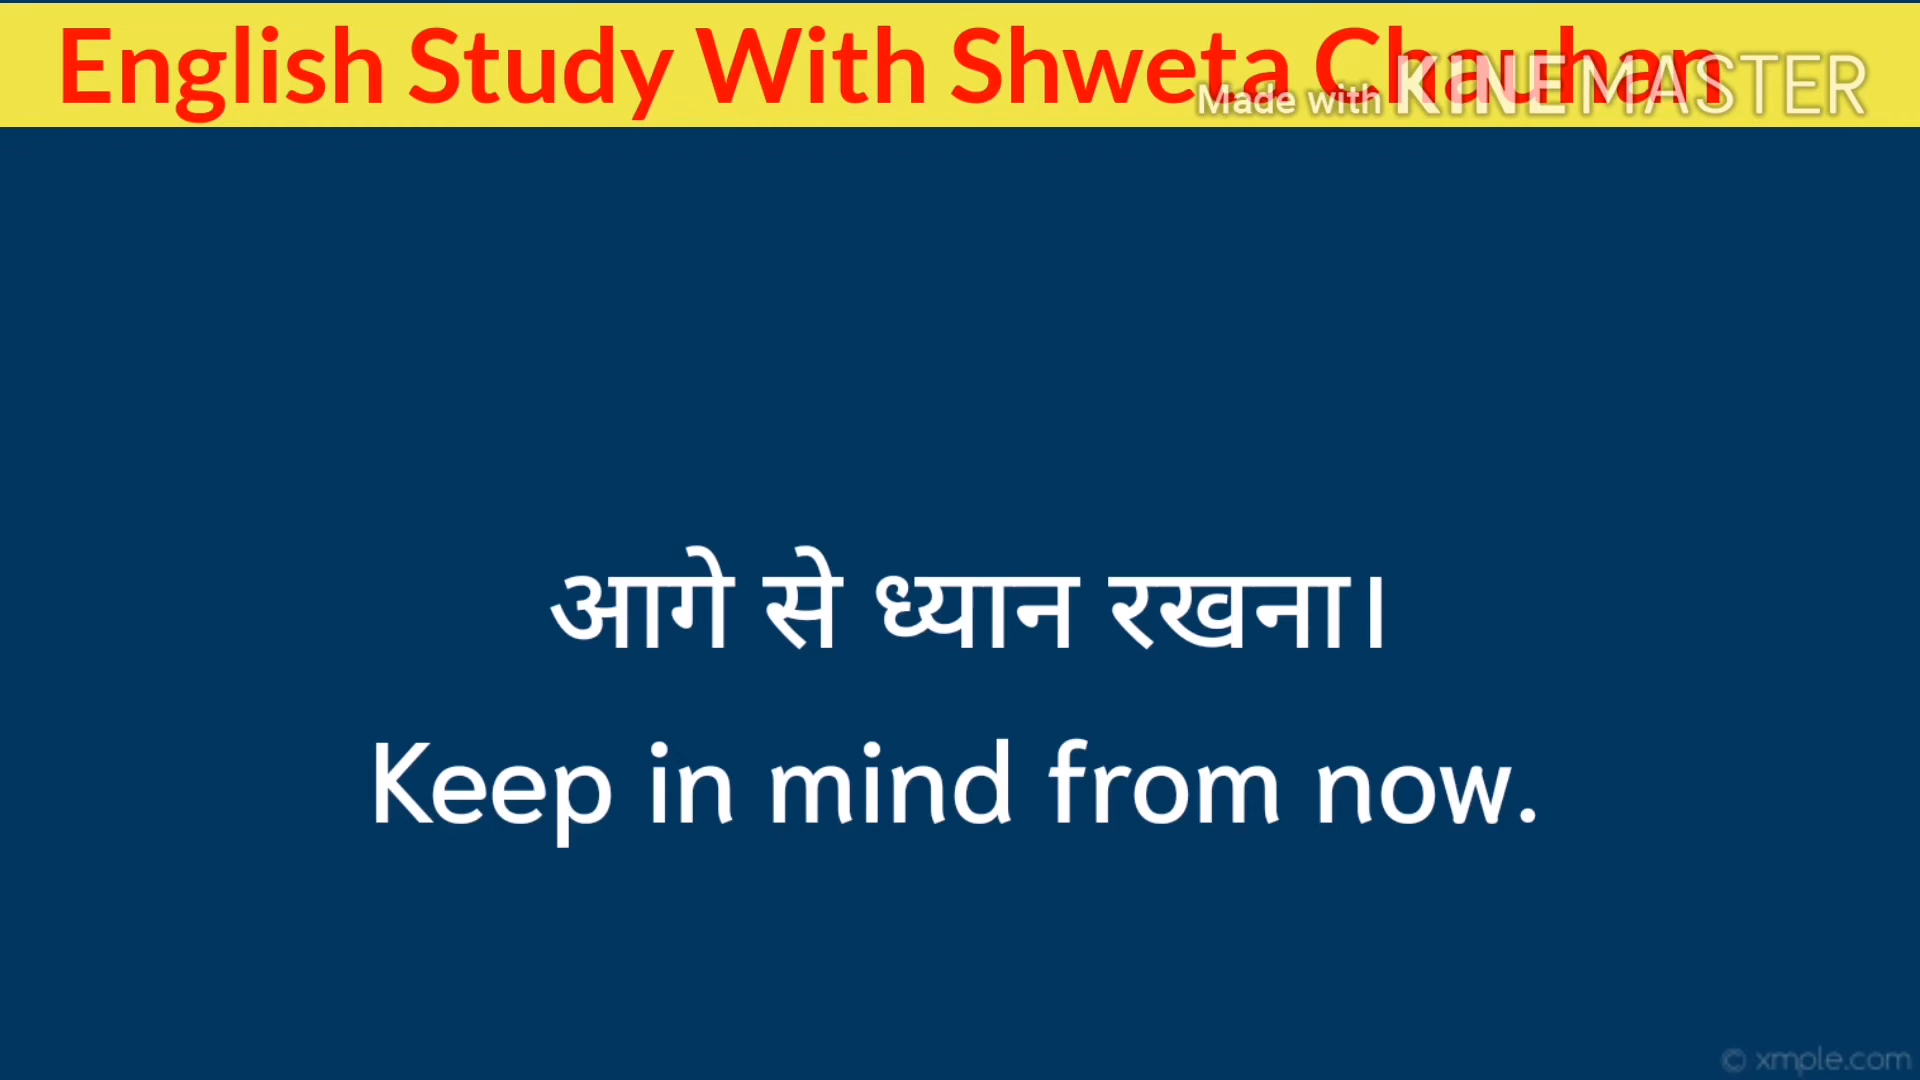 English Study With Shweta Chauhan
Made with KINEMASTER
आगे से ध्यान रखना।
Keep in mind from now.
© xmple.com